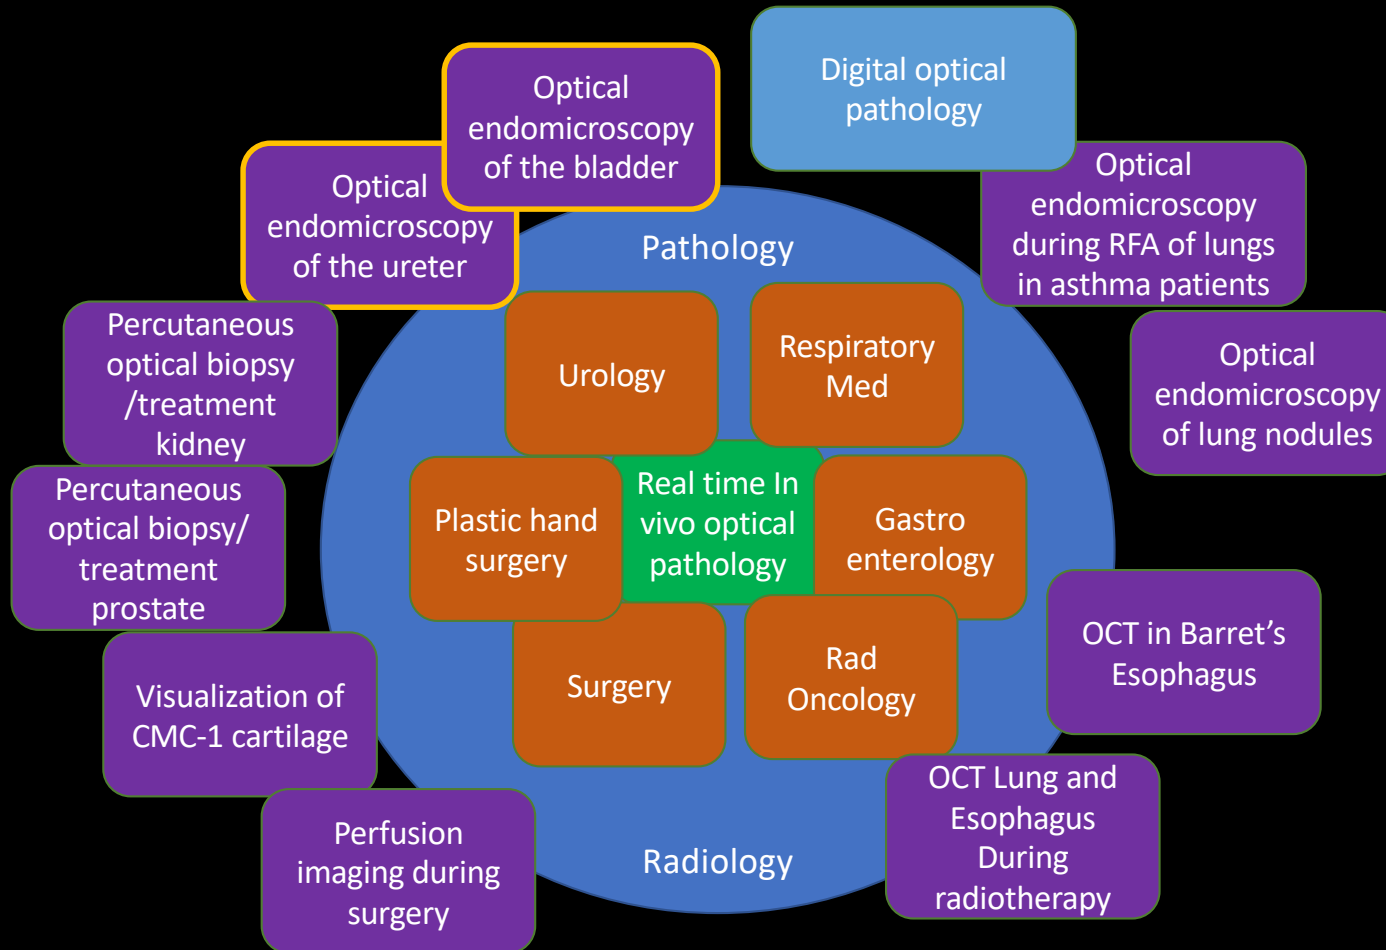 Digital optical
pathology
Optical
endomicroscopy
of the bladder
Optical
endomicroscopy
of the ureter
Optical
endomicroscopy
during RFA of lungs
in asthma patients
Pathology
Percutaneous
optical biopsy
/treatment
kidney
Urology
Respiratory
Med
Optical
endomicroscopy
of lung nodules
Percutaneous
optical biopsy/
treatment
prostate
Plastic hand
surgery
Real time In
vivo optical
pathology
Gastro
enterology
Visualization of
CMC-1 cartilage
Surgery
Rad
Oncology
OCT in Barret’s
Esophagus
Perfusion
imaging during
surgery
Radiology
OCT Lung and
Esophagus
During
radiotherapy